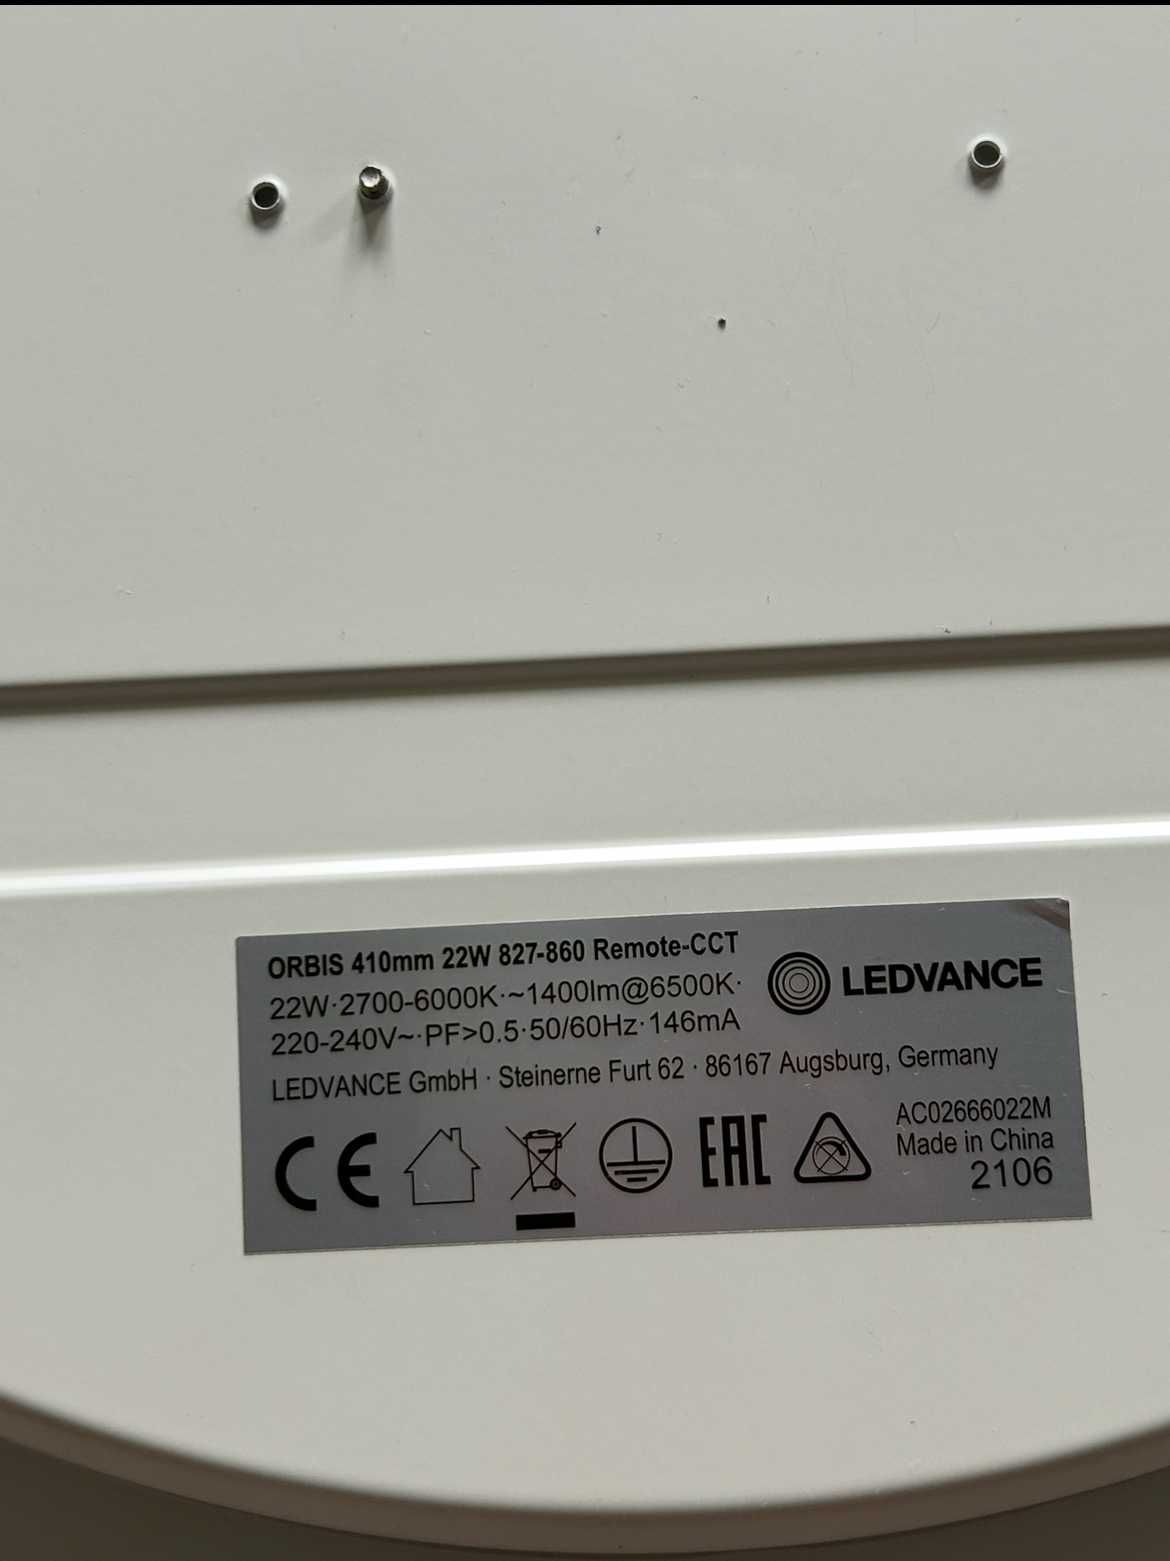 ORBIS 410mm 22W 827-860 Remote-CCT
22W·2700-6000K·~1400lm@6500K·
220-240V~·PF>0.5·50/60Hz·146mA
LEDVANCE
LEDVANCE GmbH · Steinerne Furt 62 · 86167 Augsburg, Germany
CE
EAC
AC02666022M
Made in China
2106